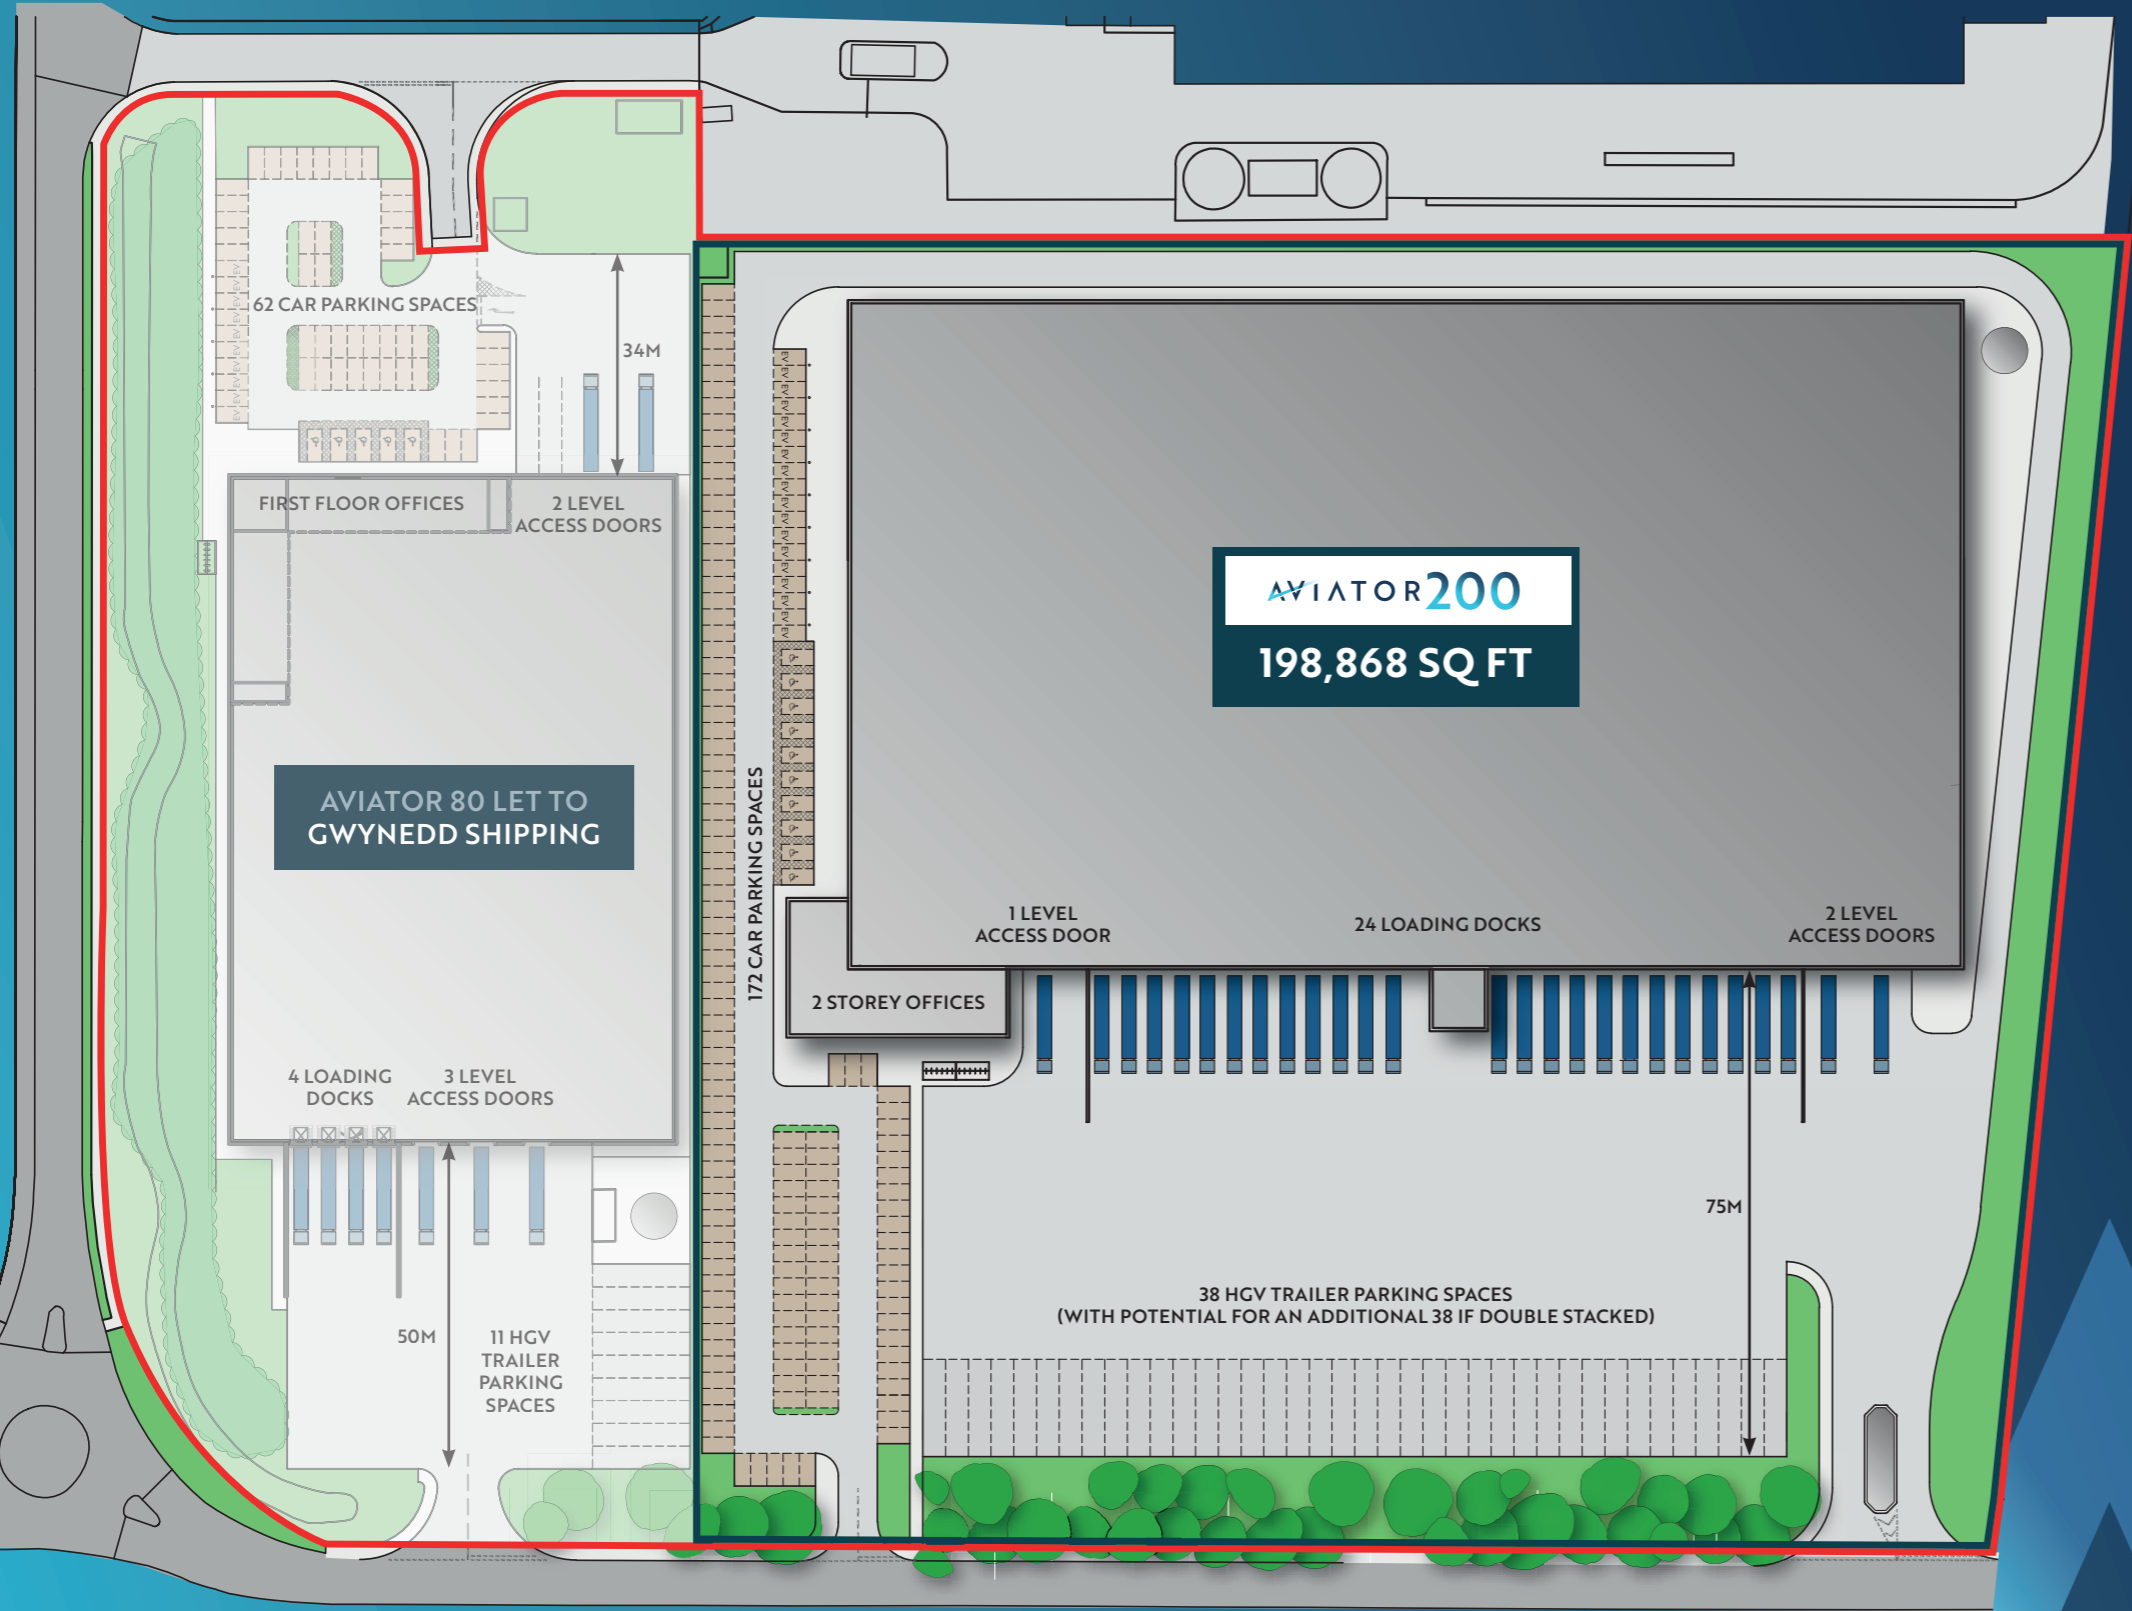 62 CAR PARKING SPACES
34M
FIRST FLOOR OFFICES
2 LEVEL
ACCESS DOORS
AVIATOR 80 LET TO
GWYNEDD SHIPPING
4 LOADING
DOCKS
3 LEVEL
ACCESS DOORS
50M
11 HGV
TRAILER
PARKING
SPACES
172 CAR PARKING SPACES
AVIATOR200
198,868 SQ FT
1 LEVEL
ACCESS DOOR
24 LOADING DOCKS
2 LEVEL
ACCESS DOORS
2 STOREY OFFICES
75M
38 HGV TRAILER PARKING SPACES
(WITH POTENTIAL FOR AN ADDITIONAL 38 IF DOUBLE STACKED)